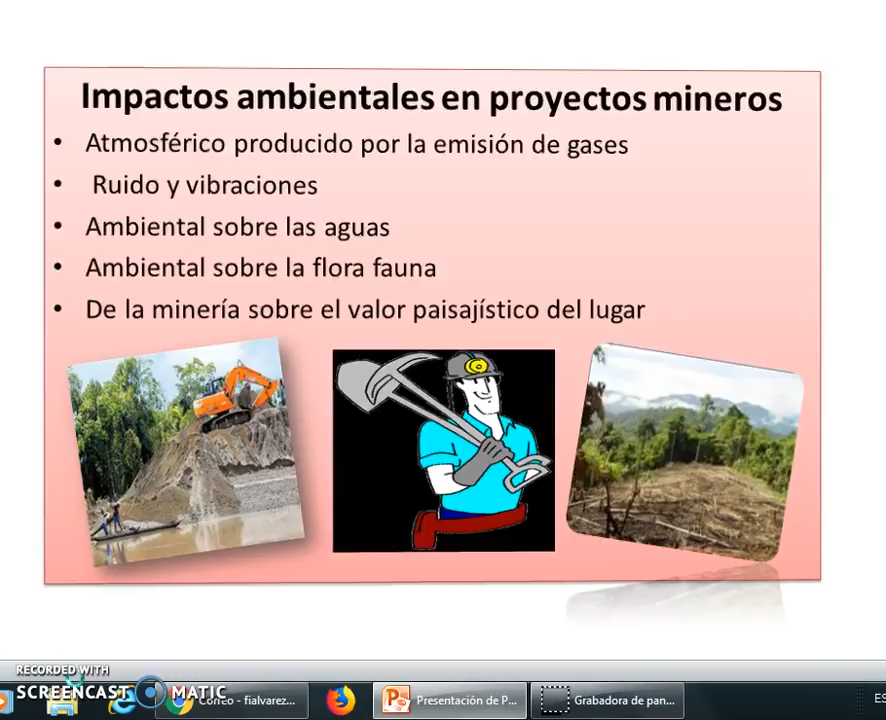 Impactos ambientales en proyectos mineros
• Atmosférico producido por la emisión de gases
• Ruido y vibraciones
• Ambiental sobre las aguas
• Ambiental sobre la flora fauna
• De la minería sobre el valor paisajístico del lugar
RECORDED WITH
SCREENCAST MATIC
Correo - fialvarez...
Presentación de P...
Grabadora de pan...
ES